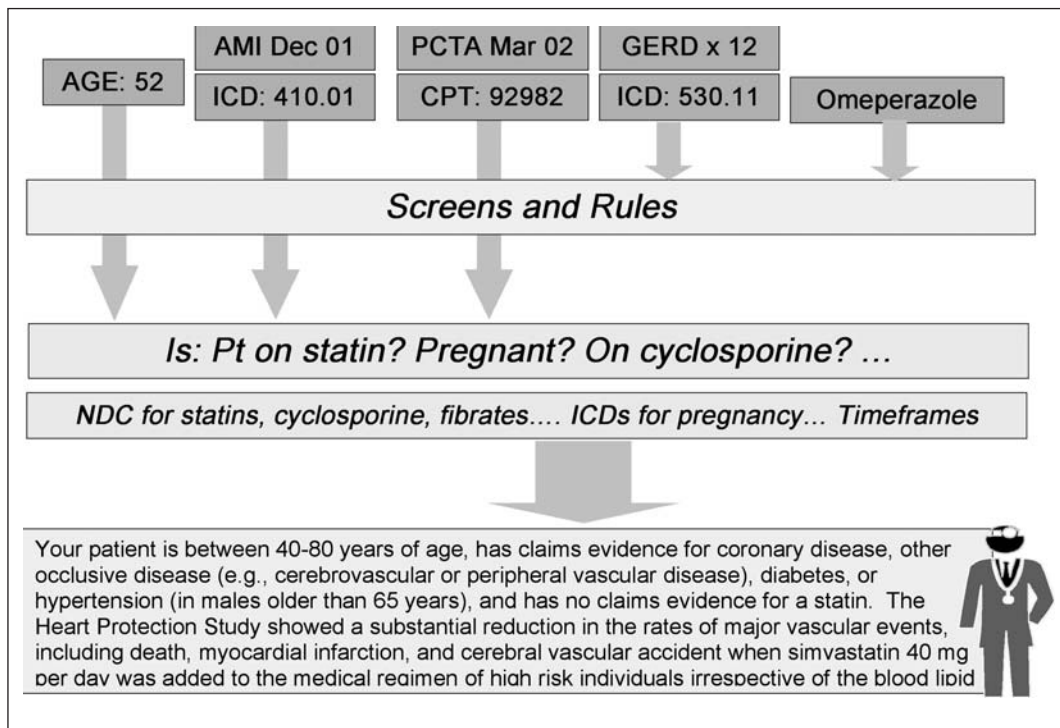 AMI Dec 01
PCTA Mar 02
GERD x 12
AGE: 52
ICD: 410.01
CPT: 92982
ICD: 530.11
Omeperazole
Screens and Rules
Is: Pt on statin? Pregnant? On cyclosporine? ...
NDC for statins, cyclosporine, fibrates.... ICDs for pregnancy... Timeframes
Your patient is between 40-80 years of age, has claims evidence for coronary disease, other
occlusive disease (e.g., cerebrovascular or peripheral vascular disease), diabetes, or
hypertension (in males older than 65 years), and has no claims evidence for a statin. The
Heart Protection Study showed a substantial reduction in the rates of major vascular events,
including death, myocardial infarction, and cerebral vascular accident when simvastatin 40 mg
per day was added to the medical regimen of high risk individuals irrespective of the blood lipid